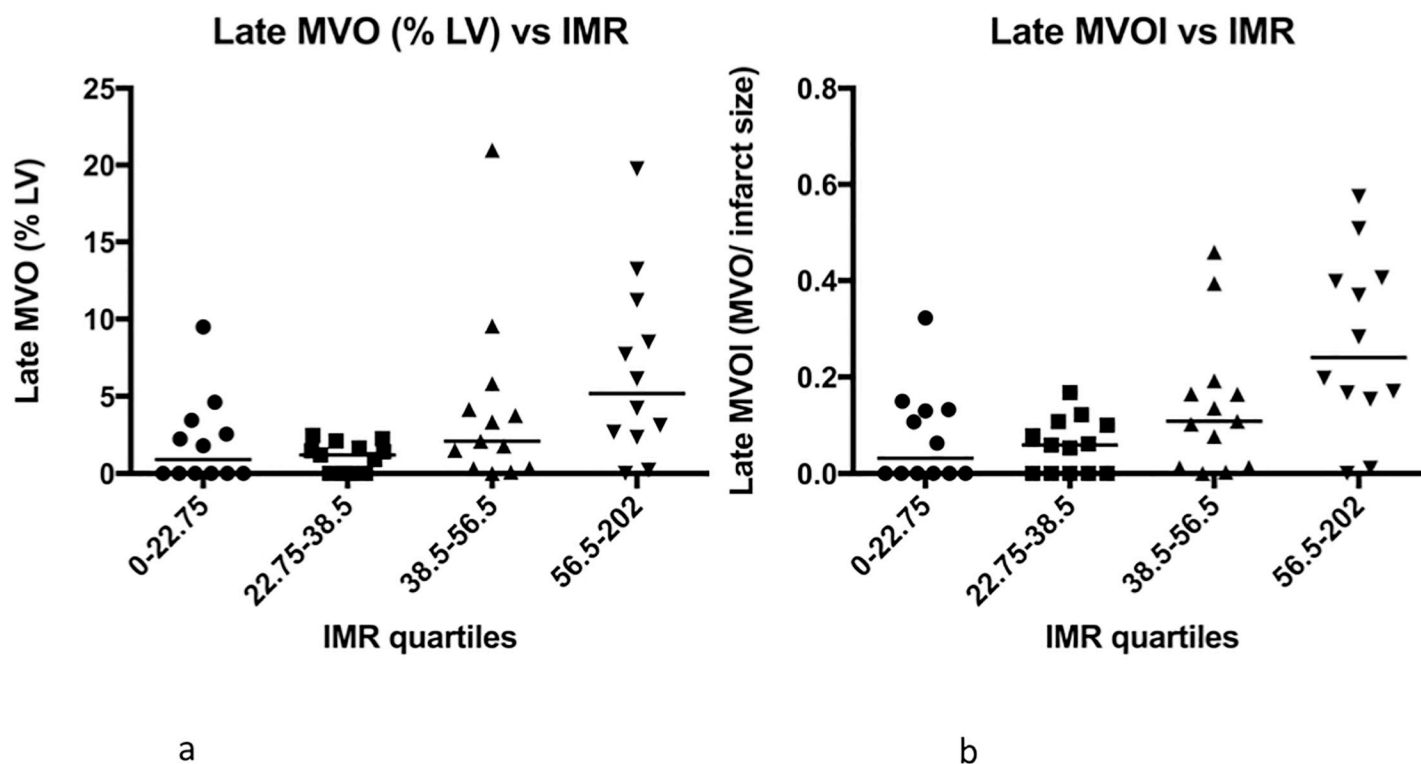 Late MVO (% LV) vs IMR
Late MVO (% LV)
25
20
15
10
5
0
0-22.75
22.75-38.5
38.5-56.5
56.5-202
IMR quartiles
a
Late MVOI vs IMR
Late MVOI (MVO/ infarct size)
0.8
0.6
0.4
0.2
0.0
0-22.75
22.75-38.5
38.5-56.5
56.5-202
IMR quartiles
b